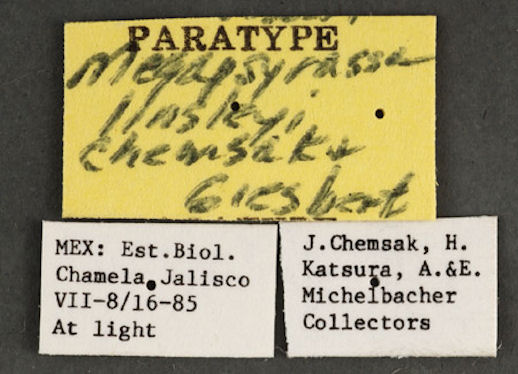 PARATYPE
Megapsyrassa
linsleyi
Chemsak &
Giesbert
MEX: Est.Biol.
Chamela, Jalisco
VII-8/16-85
At light
J.Chemsak, H.
Katsura, A.&E.
Michelbacher
Collectors